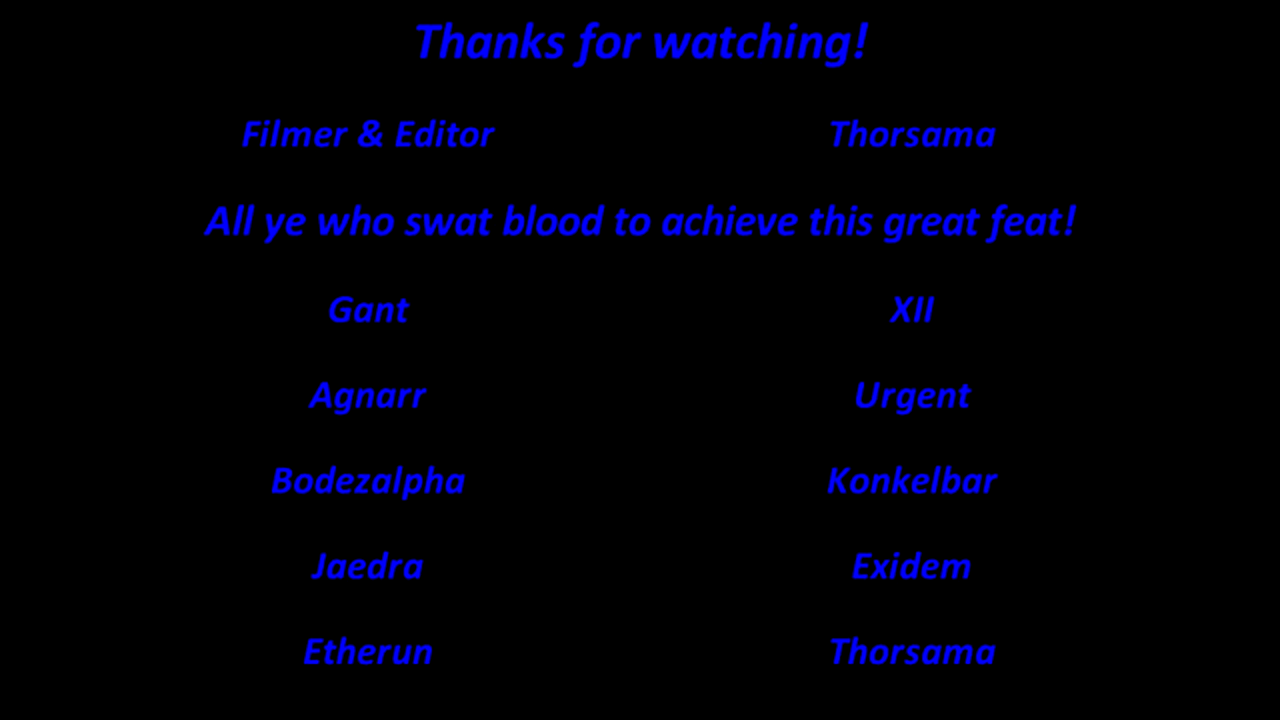 Thanks for watching!
Filmer & Editor Thorsama
All ye who swat blood to achieve this great feat!
Gant XII
Agnarr Urgent
Bodezalpha Konkelbar
Jaedra Exidem
Etherun Thorsama